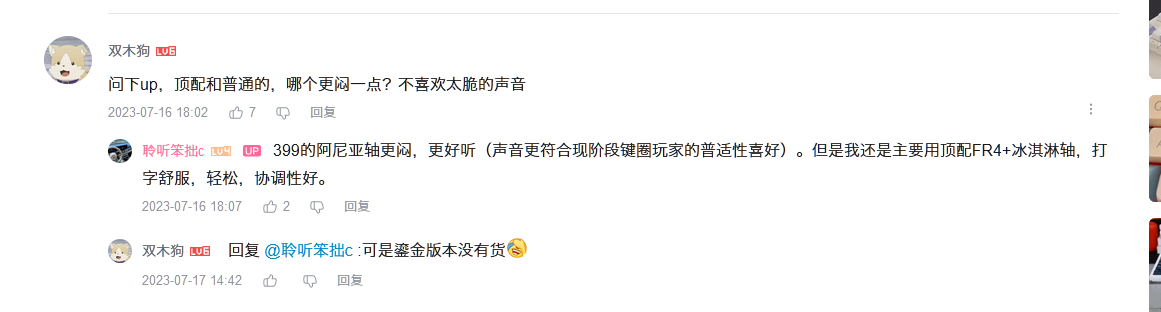 双木狗 LV6
问下up，顶配和普通的，哪个更闷一点？不喜欢太脆的声音
2023-07-16 18:02 7 回复
聆听笨拙c LV4 UP 399的阿尼亚轴更闷，更好听（声音更符合现阶段键圈玩家的普适性喜好）。但是我还是主要用顶配FR4+冰淇淋轴，打
字舒服，轻松，协调性好。
2023-07-16 18:07 2 回复
双木狗 LV6 回复 @聆听笨拙c :可是鎏金版本没有货
2023-07-17 14:42 回复